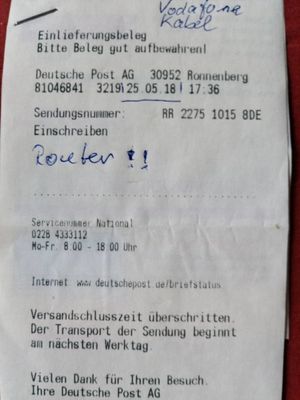 Vodafone
Kabel
Einlieferungsbeleg
Bitte Beleg gut aufbewahren!
Deutsche Post AG 30952 Ronnenberg
81046841 3219 25.05.18 17:36
Sendungsnummer: RR 2275 1015 8DE
Einschreiben
Router !!
Servicenummer National
0228 4333112
Mo-Fr. 8:00 - 18:00 Uhr
Internet: www.deutschepost.de/briefstatus
Versandschlusszeit überschritten.
Der Transport der Sendung beginnt
am nächsten Werktag.
Vielen Dank für Ihren Besuch.
Ihre Deutsche Post AG